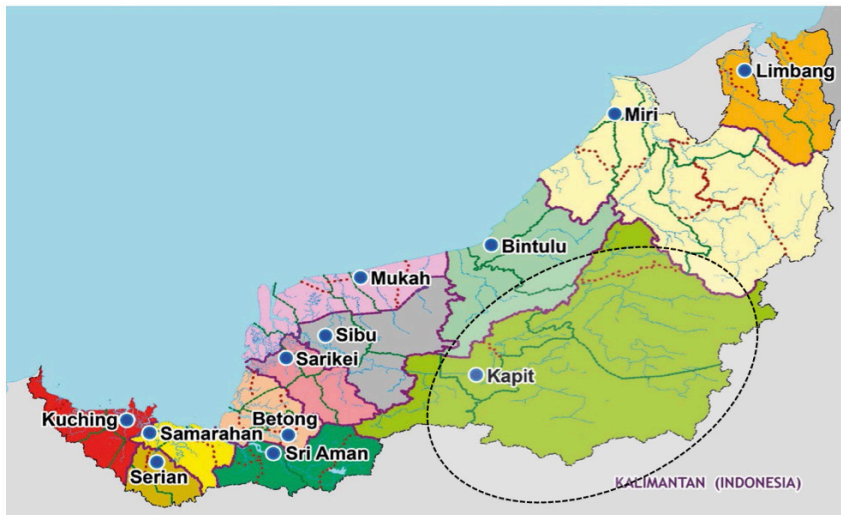 Limbang
Miri
Bintulu
Mukah
Sibu
Sarikei
Kapit
Kuching
Betong
Samarahan
Sri Aman
Serian
KALIMANTAN (INDONESIA)